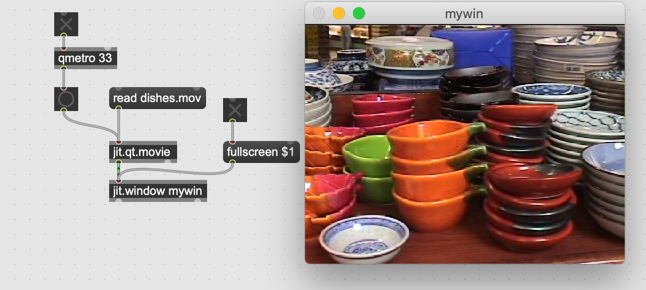 mywin
qmetro 33
read dishes.mov
jit.qt.movie
fullscreen $1
jit.window mywin